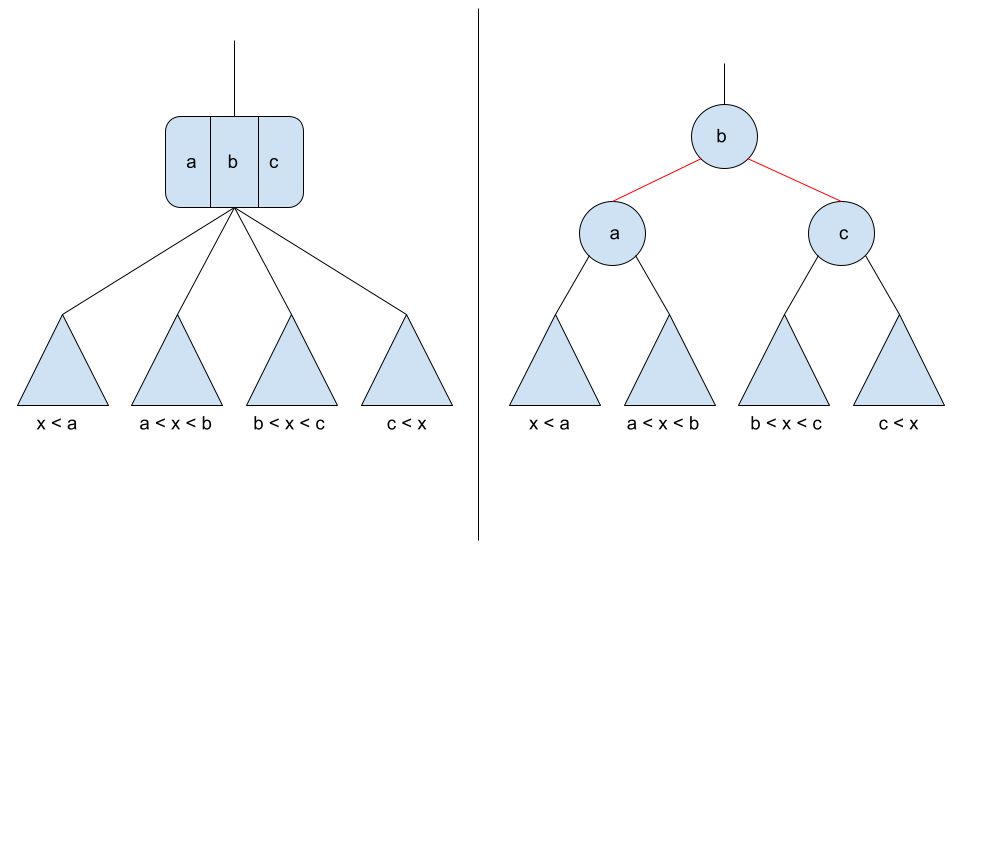 a b c
x < a
a < x < b
b < x < c
c < x
b
a
c
x < a
a < x < b
b < x < c
c < x